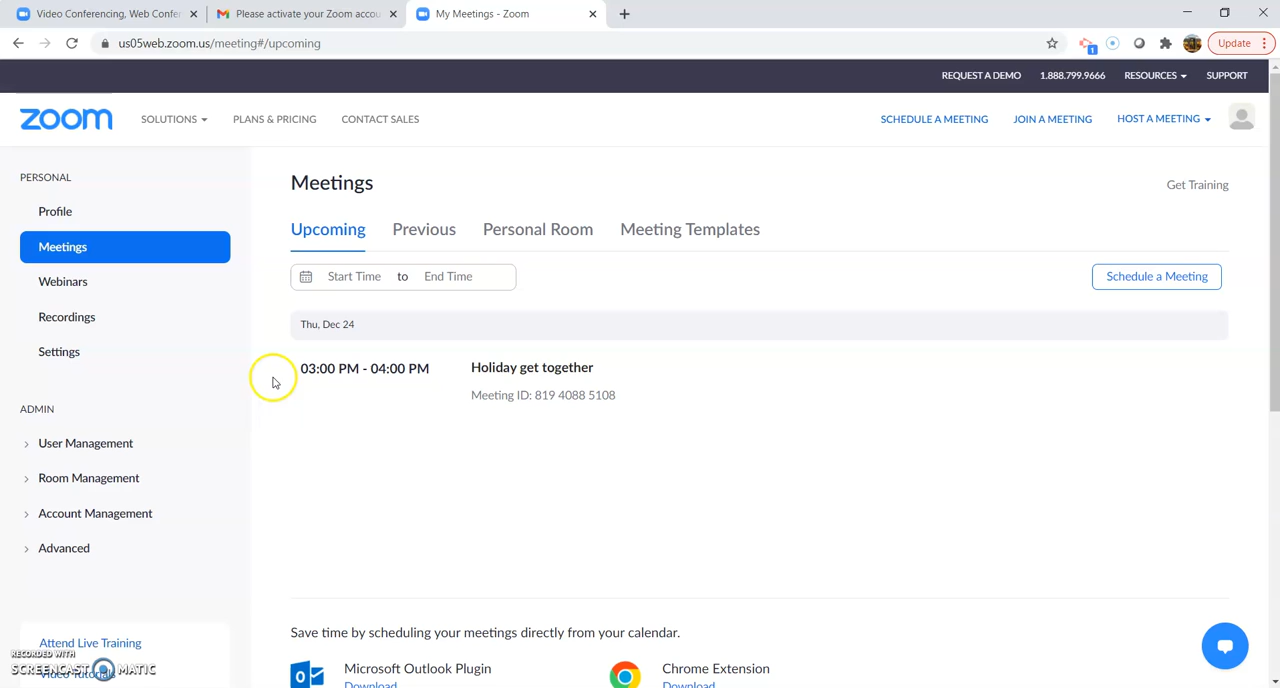 Video Conferencing, Web Confer
Please activate your Zoom accou
My Meetings - Zoom
us05web.zoom.us/meeting#/upcoming
1
Update
REQUEST A DEMO 1.888.799.9666 RESOURCES SUPPORT
zoom SOLUTIONS PLANS & PRICING CONTACT SALES SCHEDULE A MEETING JOIN A MEETING HOST A MEETING
PERSONAL
Profile
Meetings
Webinars
Recordings
Settings
ADMIN
User Management
Room Management
Account Management
Advanced
Attend Live Training
Video Tutorials
RECORDED WITH
SCREENCAST MATIC
Meetings
Get Training
Upcoming Previous Personal Room Meeting Templates
Start Time to End Time
Schedule a Meeting
Thu, Dec 24
03:00 PM - 04:00 PM Holiday get together
Meeting ID: 819 4088 5108
Save time by scheduling your meetings directly from your calendar.
Microsoft Outlook Plugin
Download
Chrome Extension
Download